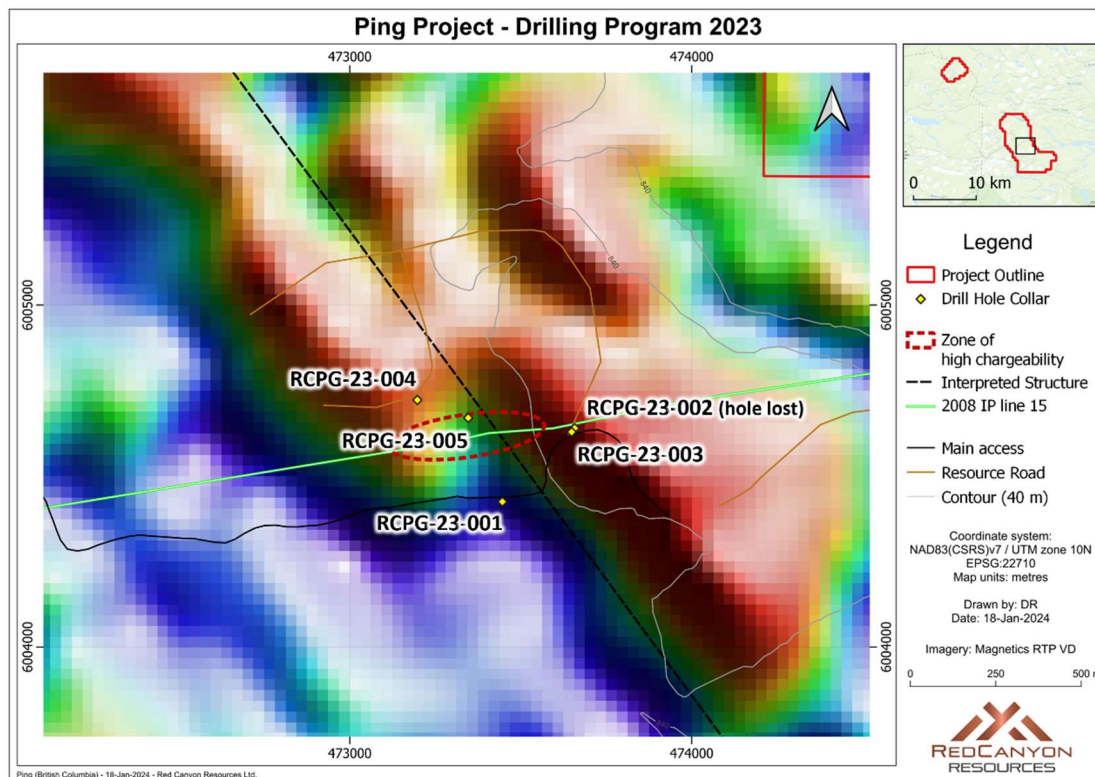 Ping Project - Drilling Program 2023
473000
474000
6005000
6005000
6004000
6004000
473000
474000
840
840
840
840
RCPG-23-004
RCPG-23-002 (hole lost)
RCPG-23-005
RCPG-23-003
RCPG-23-001
0 10 km
Legend
Project Outline
Drill Hole Collar
Zone of
high chargeability
Interpreted Structure
2008 IP line 15
Main access
Resource Road
Contour (40 m)
Coordinate system:
NAD83(CSRS)v7 / UTM zone 10N
EPSG:22710
Map units: metres
Drawn by: DR
Date: 18-Jan-2024
Imagery: Magnetics RTP VD
0 250 500 m
REDCANYON
RESOURCES
Ping (British Columbia) - 18-Jan-2024 - Red Canyon Resources Ltd.